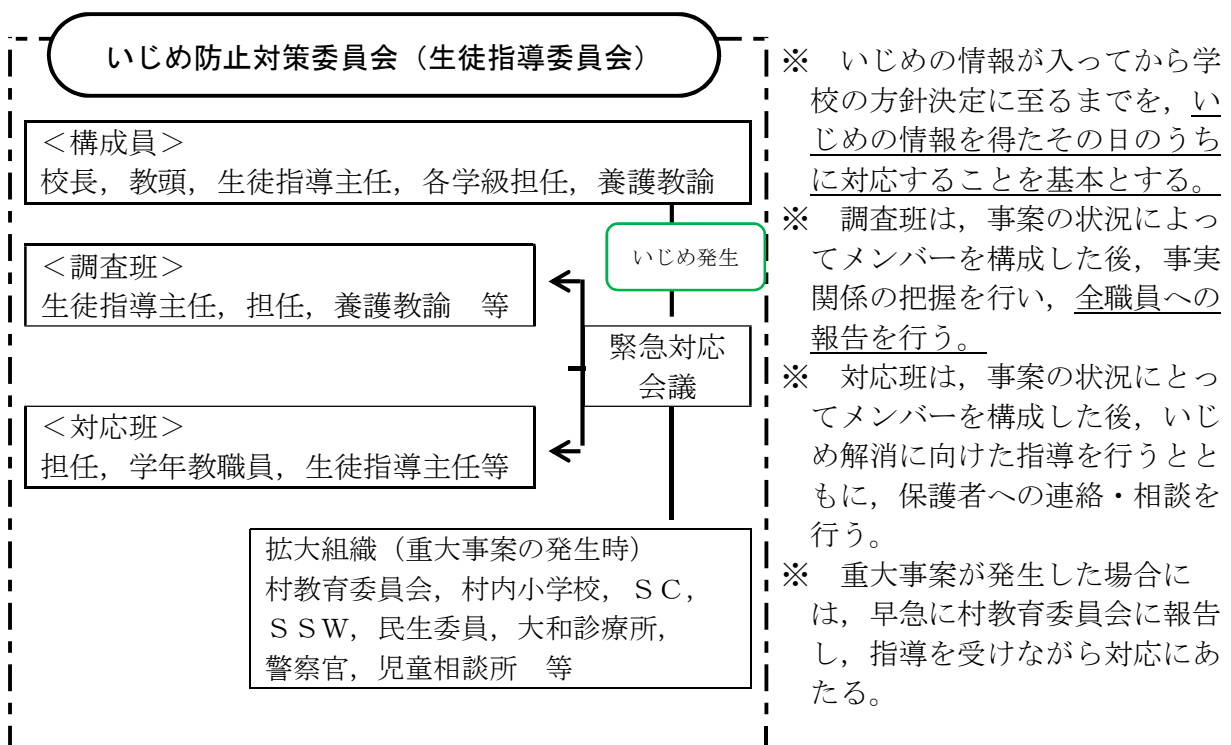 いじめ防止対策委員会（生徒指導委員会）
＜構成員＞
校長，教頭，生徒指導主任，各学級担任，養護教諭
いじめ発生
＜調査班＞
生徒指導主任，担任，養護教諭　等
緊急対応
会議
＜対応班＞
担任，学年教職員，生徒指導主任等
拡大組織（重大事案の発生時）
村教育委員会，村内小学校，ＳＣ，
ＳＳＷ，民生委員，大和診療所，
警察官，児童相談所　等
※　いじめの情報が入ってから学
校の方針決定に至るまでを，い
じめの情報を得たその日のうち
に対応することを基本とする。
※　調査班は，事案の状況によっ
てメンバーを構成した後，事実
関係の把握を行い，全職員への
報告を行う。
※　対応班は，事案の状況にとっ
てメンバーを構成した後，いじ
め解消に向けた指導を行うとと
もに，保護者への連絡・相談を
行う。
※　重大事案が発生した場合に
は，早急に村教育委員会に報告
し，指導を受けながら対応にあ
たる。